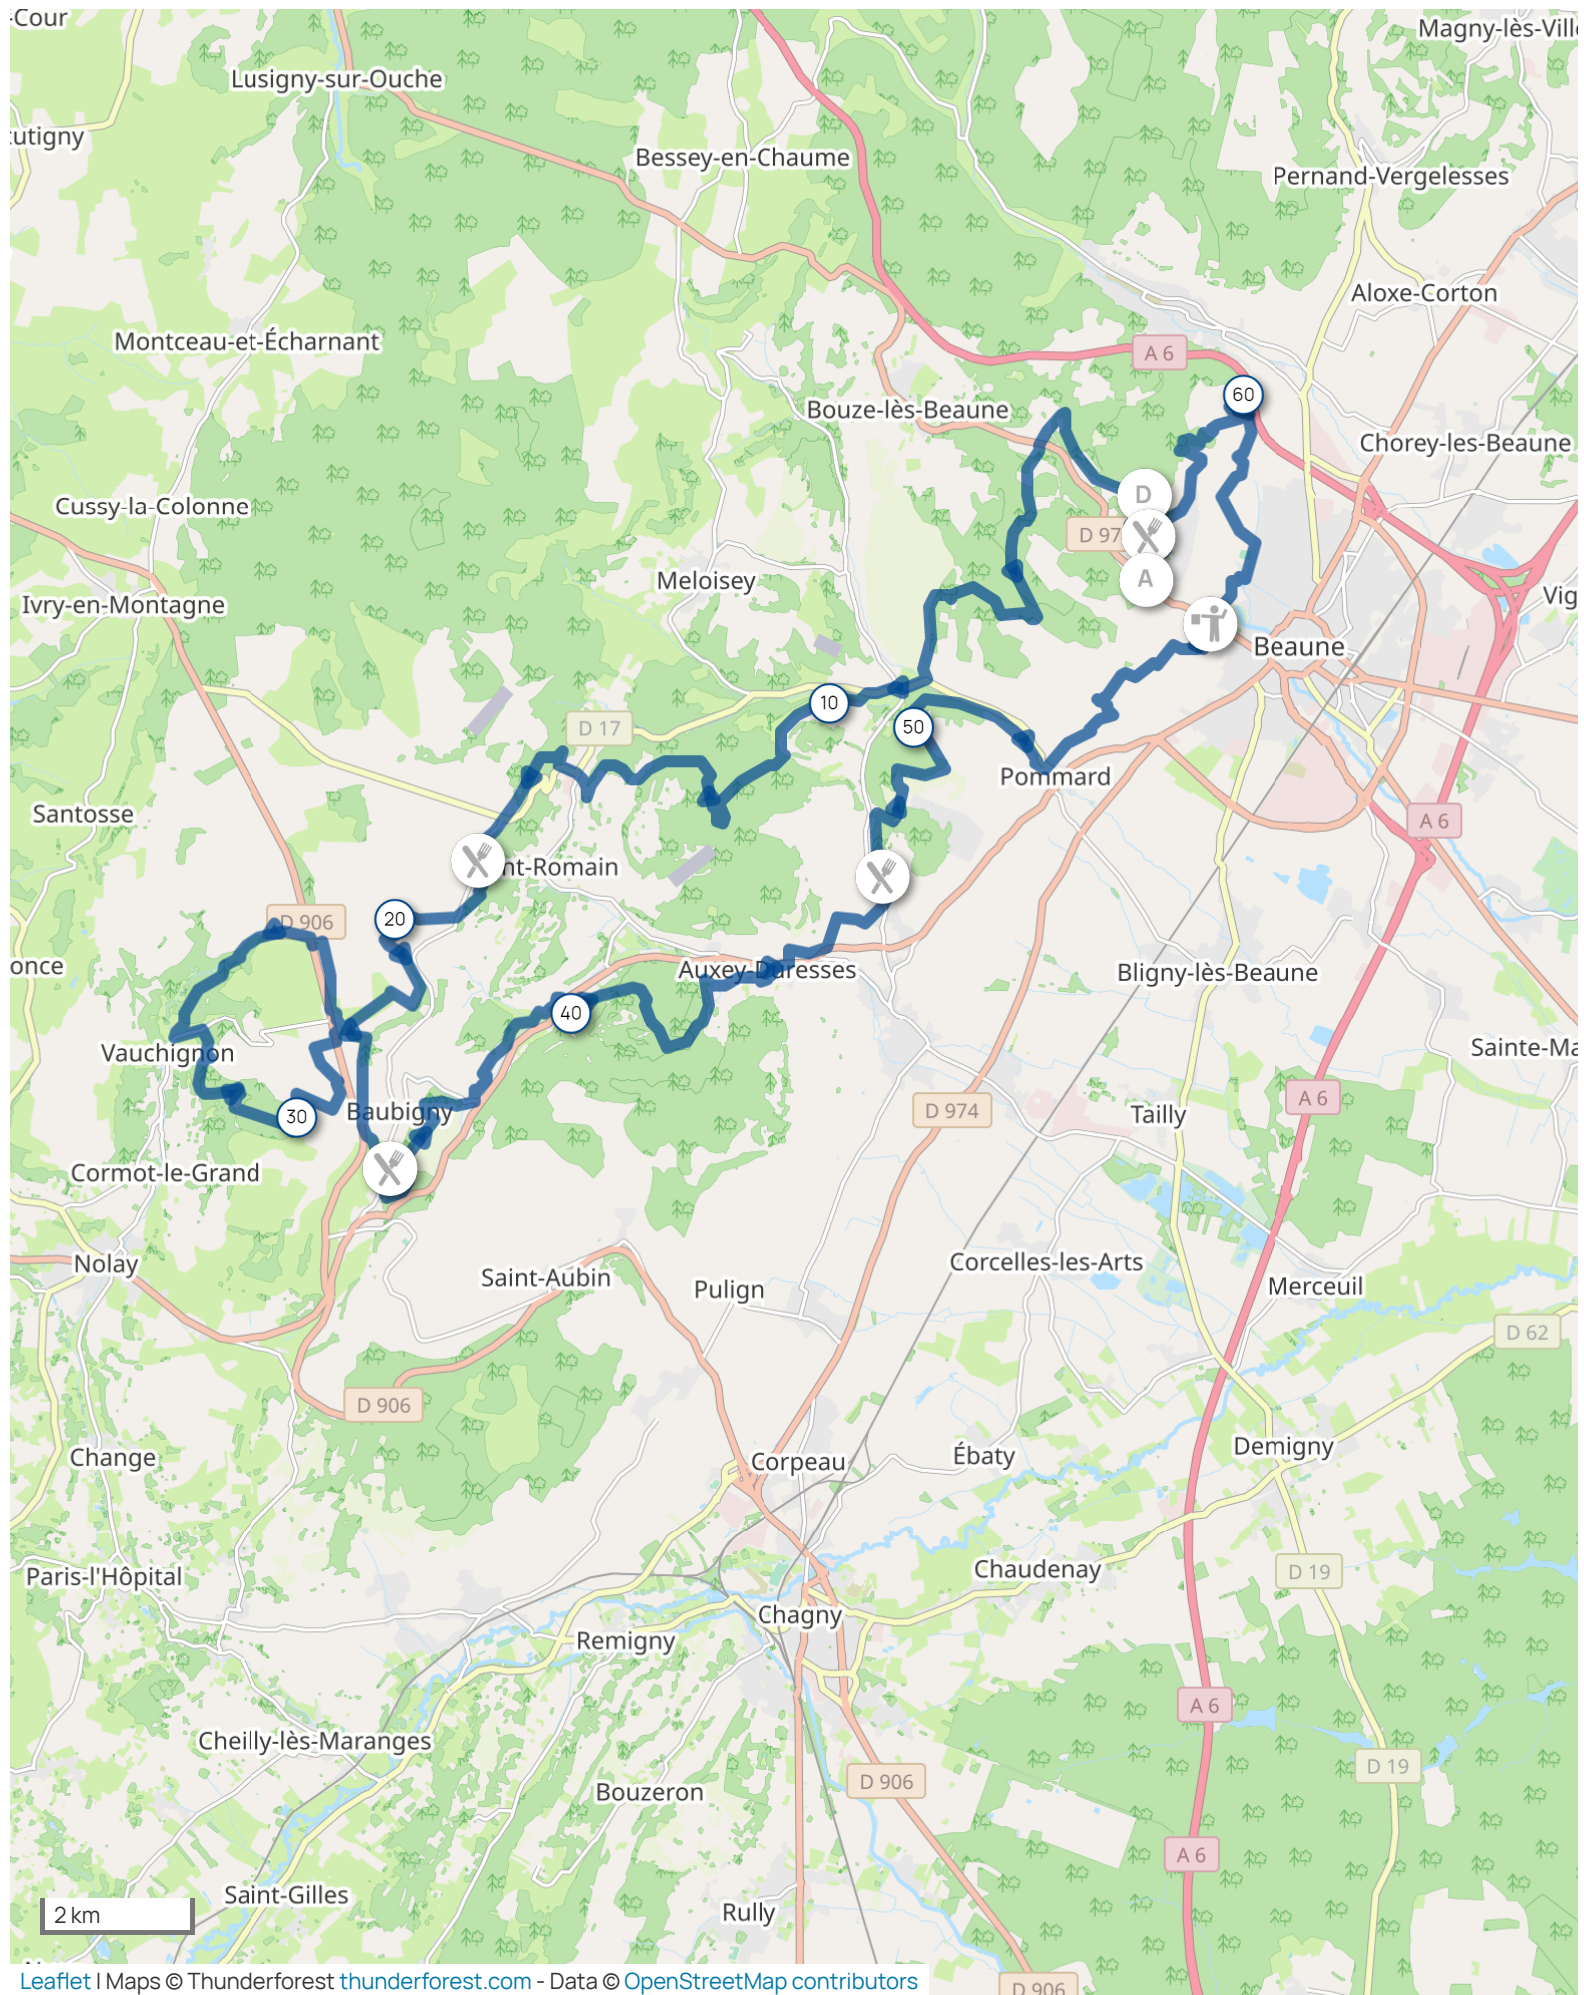 -Cour
Magny-lès-Ville
Lusigny-sur-Ouche
cutigny
Bessey-en-Chaume
Pernand-Vergelesses
Aloxe-Corton
Montceau-et-Écharnant
A 6
60
Bouze-lès-Beaune
Chorey-les-Beaune
D
Cussy-la-Colonne
D 97
Meloisey
A
Ivry-en-Montagne
Vig
Beaune
10
D 17
50
Pommard
Santosse
A 6
nt-Romain
20
D 906
once
Auxey-Duresses
Bligny-lès-Beaune
40
Vauchignon
Sainte-Ma
A 6
30
Baubigny
D 974
Tailly
Cormot-le-Grand
Nolay
Saint-Aubin
Corcelles-les-Arts
Pulign
Merceuil
D 62
D 906
Change
Corpeau
Ébaty
Demigny
Paris-l'Hôpital
Chaudenay
D 19
Chagny
Remigny
A 6
Cheilly-lès-Maranges
D 19
D 906
Bouzeron
A 6
Saint-Gilles
Rully
2 km
Leaflet | Maps © Thunderforest thunderforest.com - Data © OpenStreetMap contributors
D 906